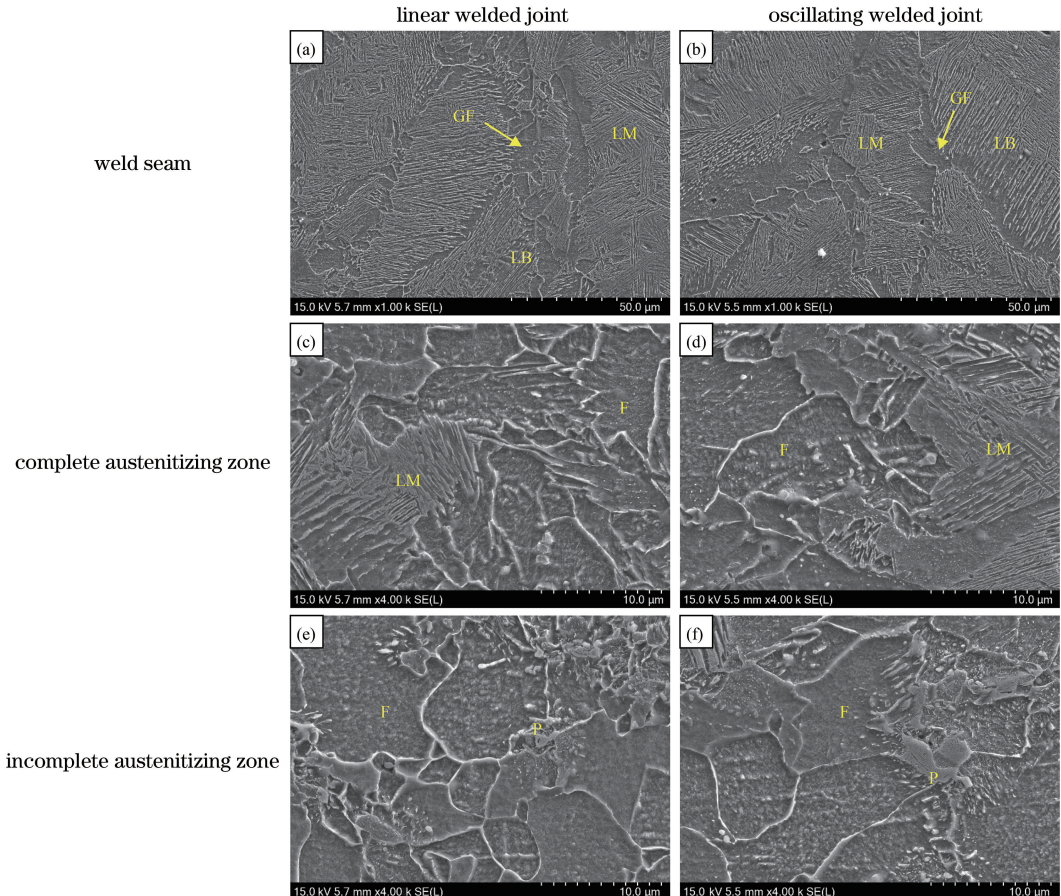 linear welded joint
oscillating welded joint
weld seam
(a)
GF
LM
LB
15.0 kV 5.7 mm x1.00 k SE(L) 50.0 µm
(b)
GF
LM
LB
15.0 kV 5.5 mm x1.00 k SE(L) 50.0 µm
complete austenitizing zone
(c)
F
LM
15.0 kV 5.7 mm x4.00 k SE(L) 10.0 µm
(d)
F
LM
15.0 kV 5.5 mm x4.00 k SE(L) 10.0 µm
incomplete austenitizing zone
(e)
F
P
15.0 kV 5.7 mm x4.00 k SE(L) 10.0 µm
(f)
F
P
15.0 kV 5.5 mm x4.00 k SE(L) 10.0 µm